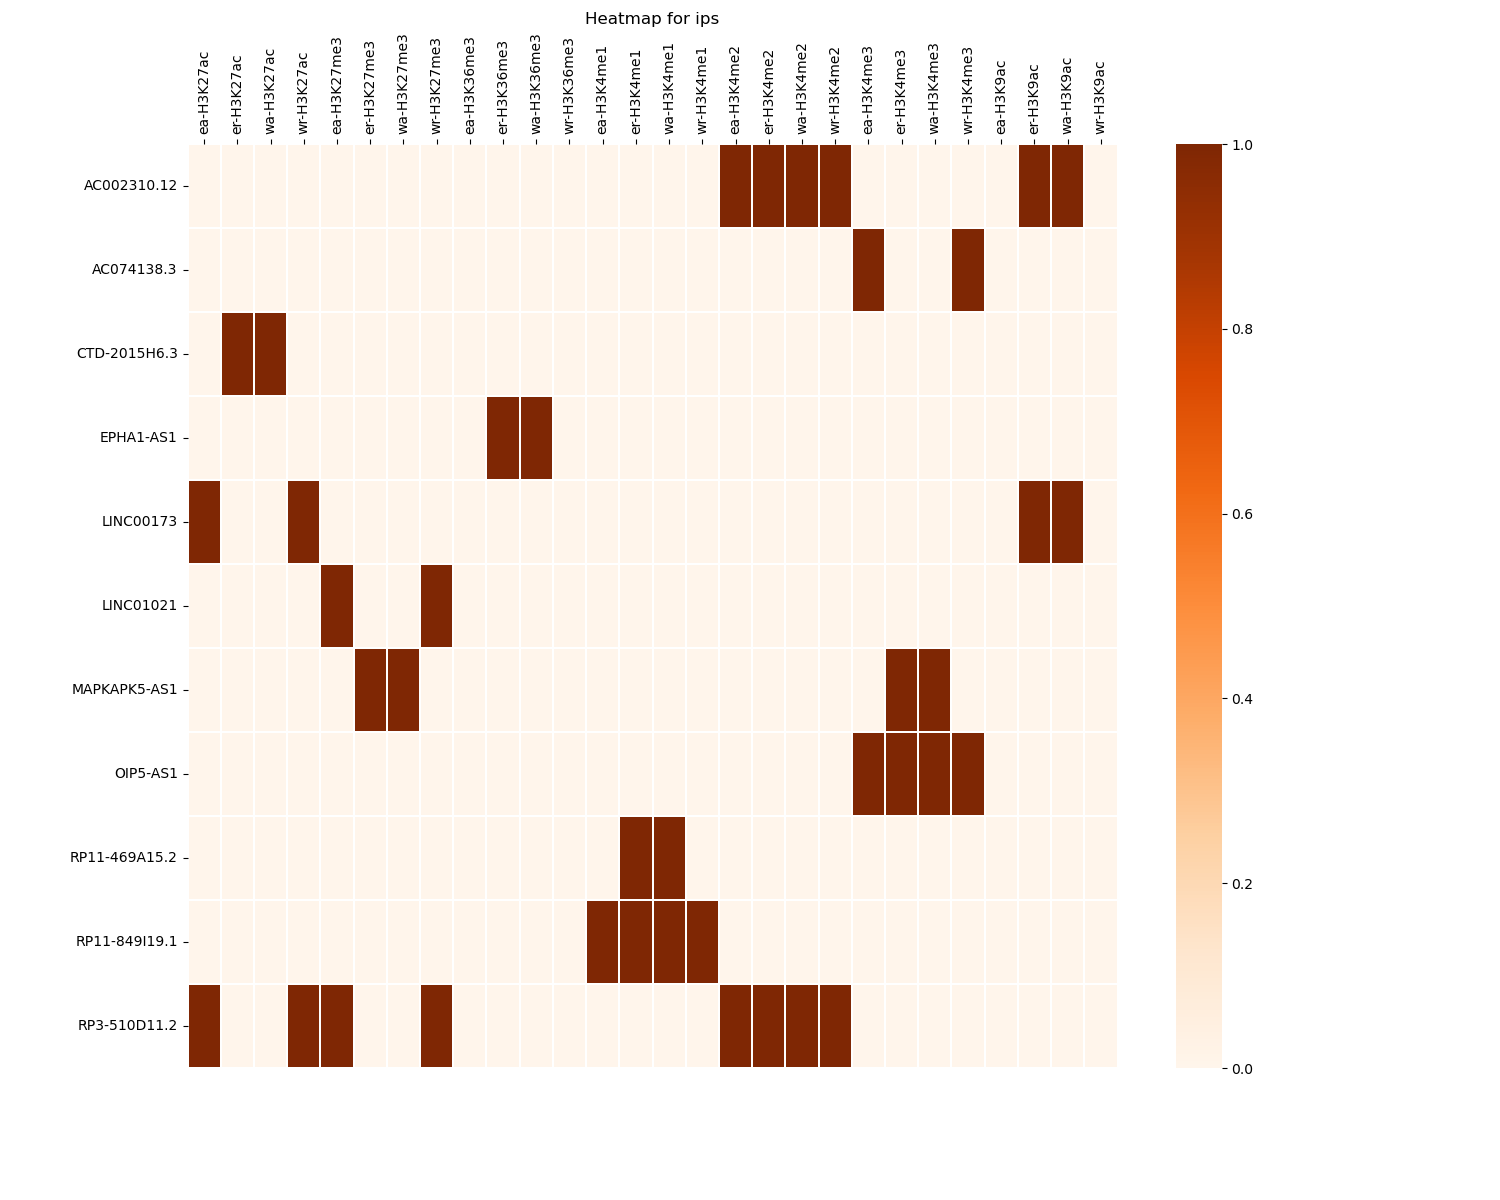 Heatmap for ips
ea-H3K27ac
er-H3K27ac
wa-H3K27ac
wr-H3K27ac
ea-H3K27me3
er-H3K27me3
wa-H3K27me3
wr-H3K27me3
ea-H3K36me3
er-H3K36me3
wa-H3K36me3
wr-H3K36me3
ea-H3K4me1
er-H3K4me1
wa-H3K4me1
wr-H3K4me1
ea-H3K4me2
er-H3K4me2
wa-H3K4me2
wr-H3K4me2
ea-H3K4me3
er-H3K4me3
wa-H3K4me3
wr-H3K4me3
ea-H3K9ac
er-H3K9ac
wa-H3K9ac
wr-H3K9ac
AC002310.12
AC074138.3
CTD-2015H6.3
EPHA1-AS1
LINC00173
LINC01021
MAPKAPK5-AS1
OIP5-AS1
RP11-469A15.2
RP11-849I19.1
RP3-510D11.2
1.0
0.8
0.6
0.4
0.2
0.0